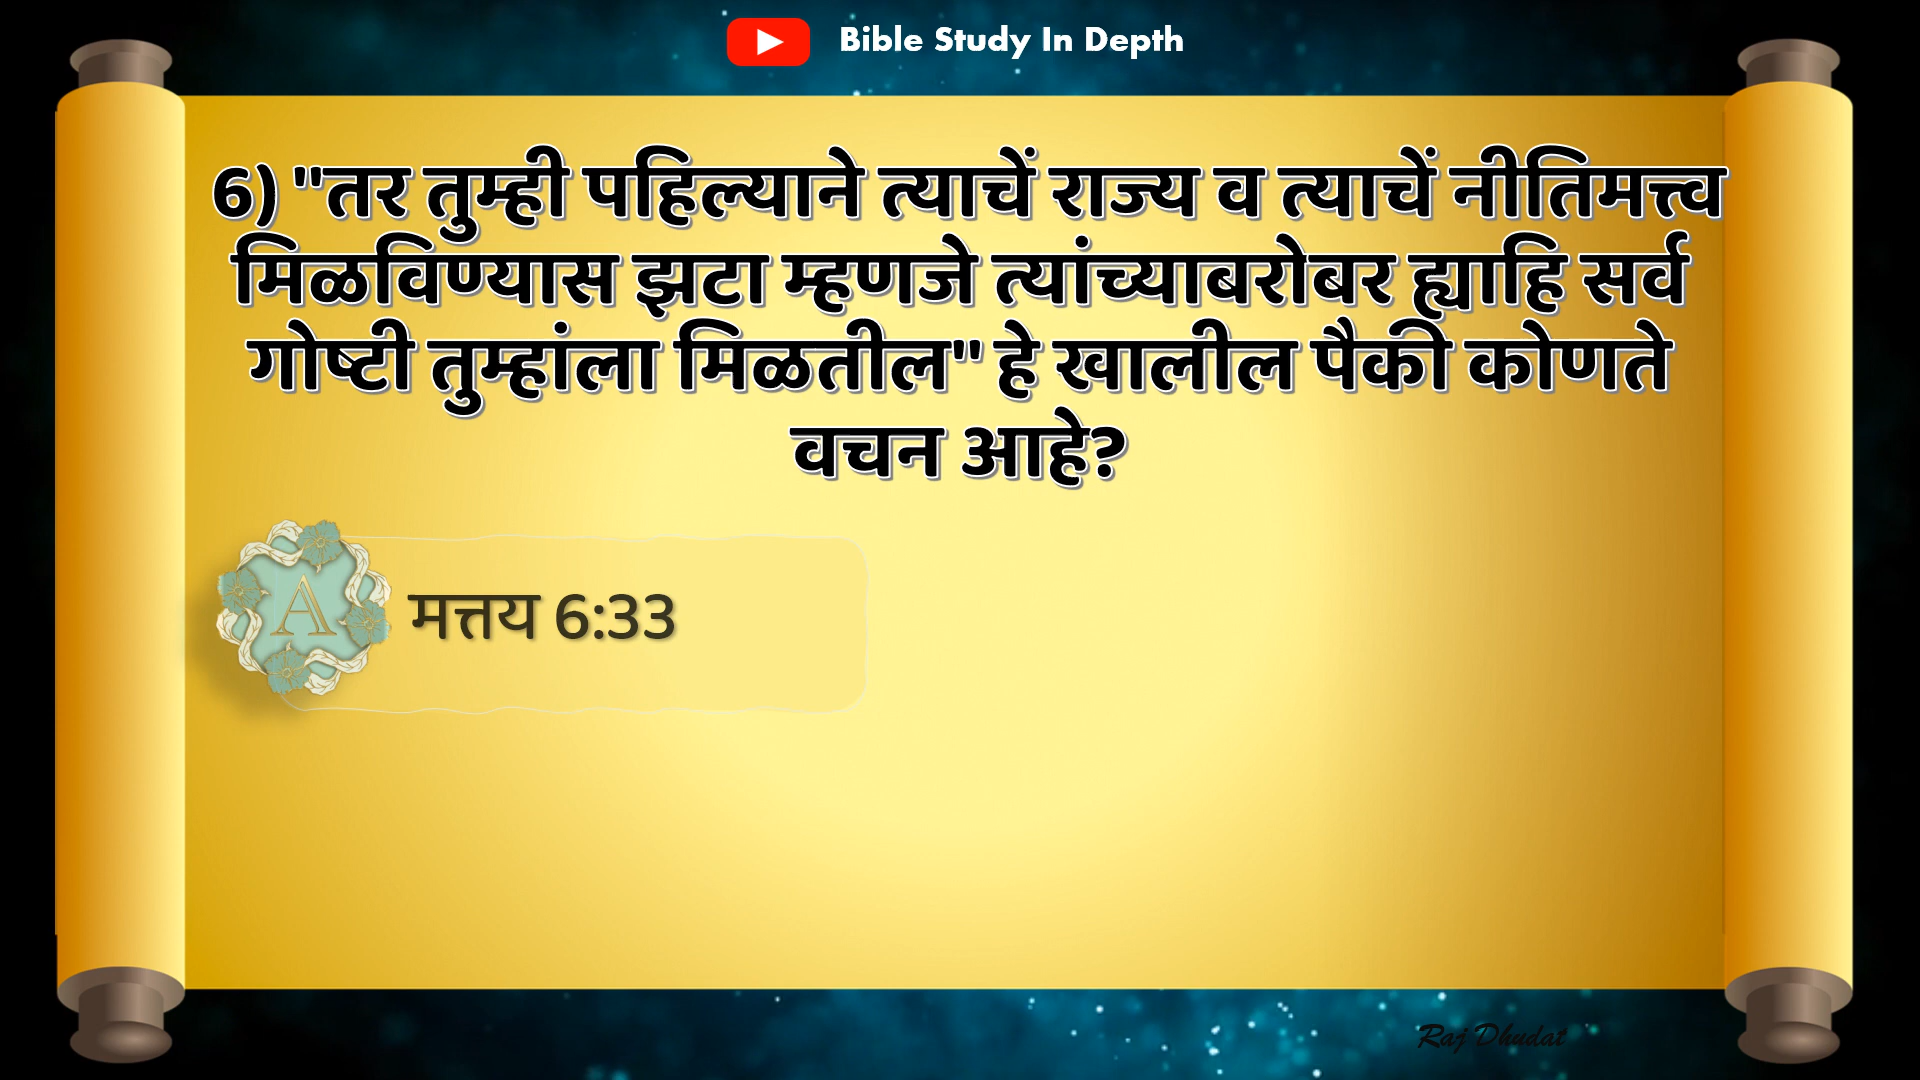 Bible Study In Depth
6) "तर तुम्ही पहिल्याने त्याचें राज्य व त्याचें नीतिमत्त्व
मिळविण्यास झटा म्हणजे त्यांच्याबरोबर ह्याहि सर्व
गोष्टी तुम्हांला मिळतील" हे खालील पैकी कोणते
वचन आहे?
A मत्तय 6:33
Raj Dhudat